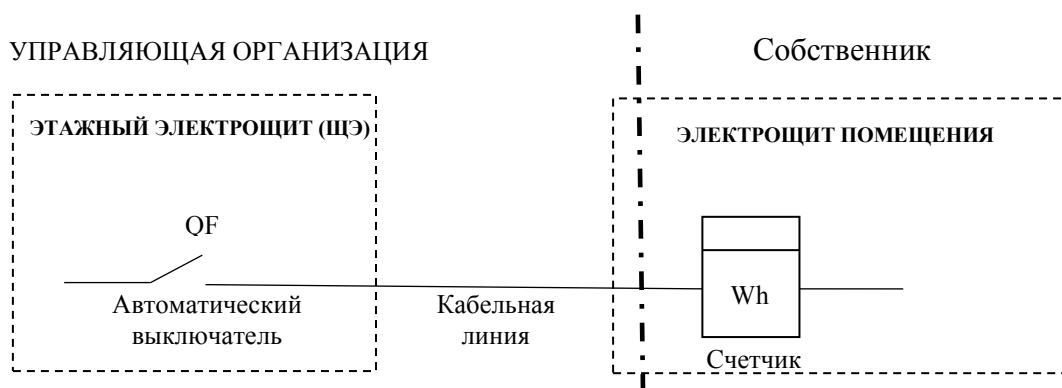 УПРАВЛЯЮЩАЯ ОРГАНИЗАЦИЯ
Собственник
ЭТАЖНЫЙ ЭЛЕКТРОЩИТ (ЩЭ)
ЭЛЕКТРОЩИТ ПОМЕЩЕНИЯ
QF
Автоматический
выключатель
Кабельная
линия
Wh
Счетчик